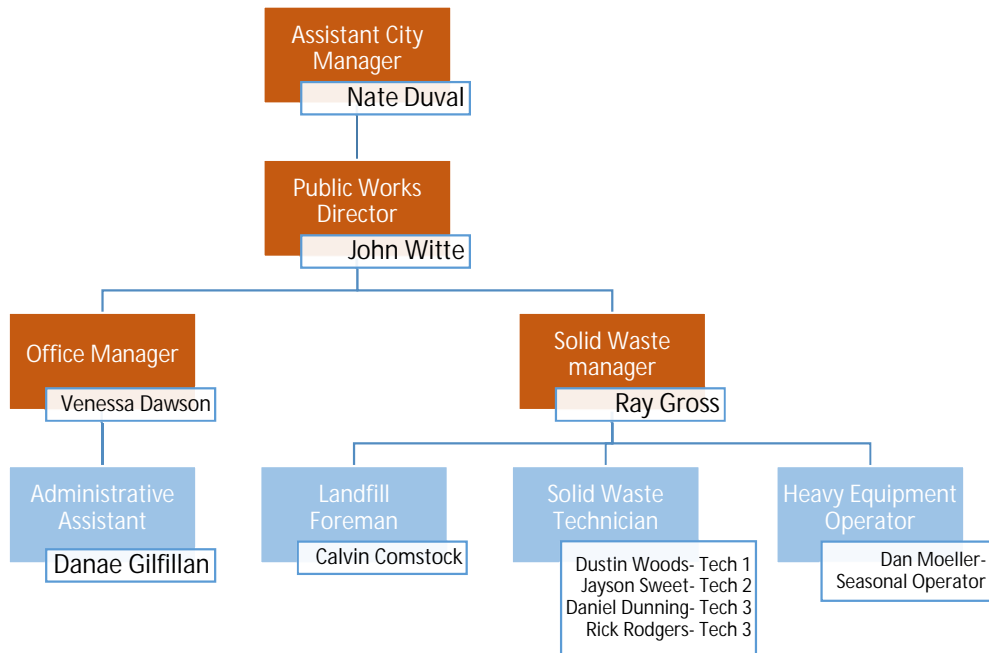 Assistant City
Manager
Nate Duval
Public Works
Director
John Witte
Office Manager
Venessa Dawson
Solid Waste
manager
Ray Gross
Administrative
Assistant
Danae Gilfillan
Landfill
Foreman
Calvin Comstock
Solid Waste
Technician
Dustin Woods- Tech 1
Jayson Sweet- Tech 2
Daniel Dunning- Tech 3
Rick Rodgers- Tech 3
Heavy Equipment
Operator
Dan Moeller-
Seasonal Operator